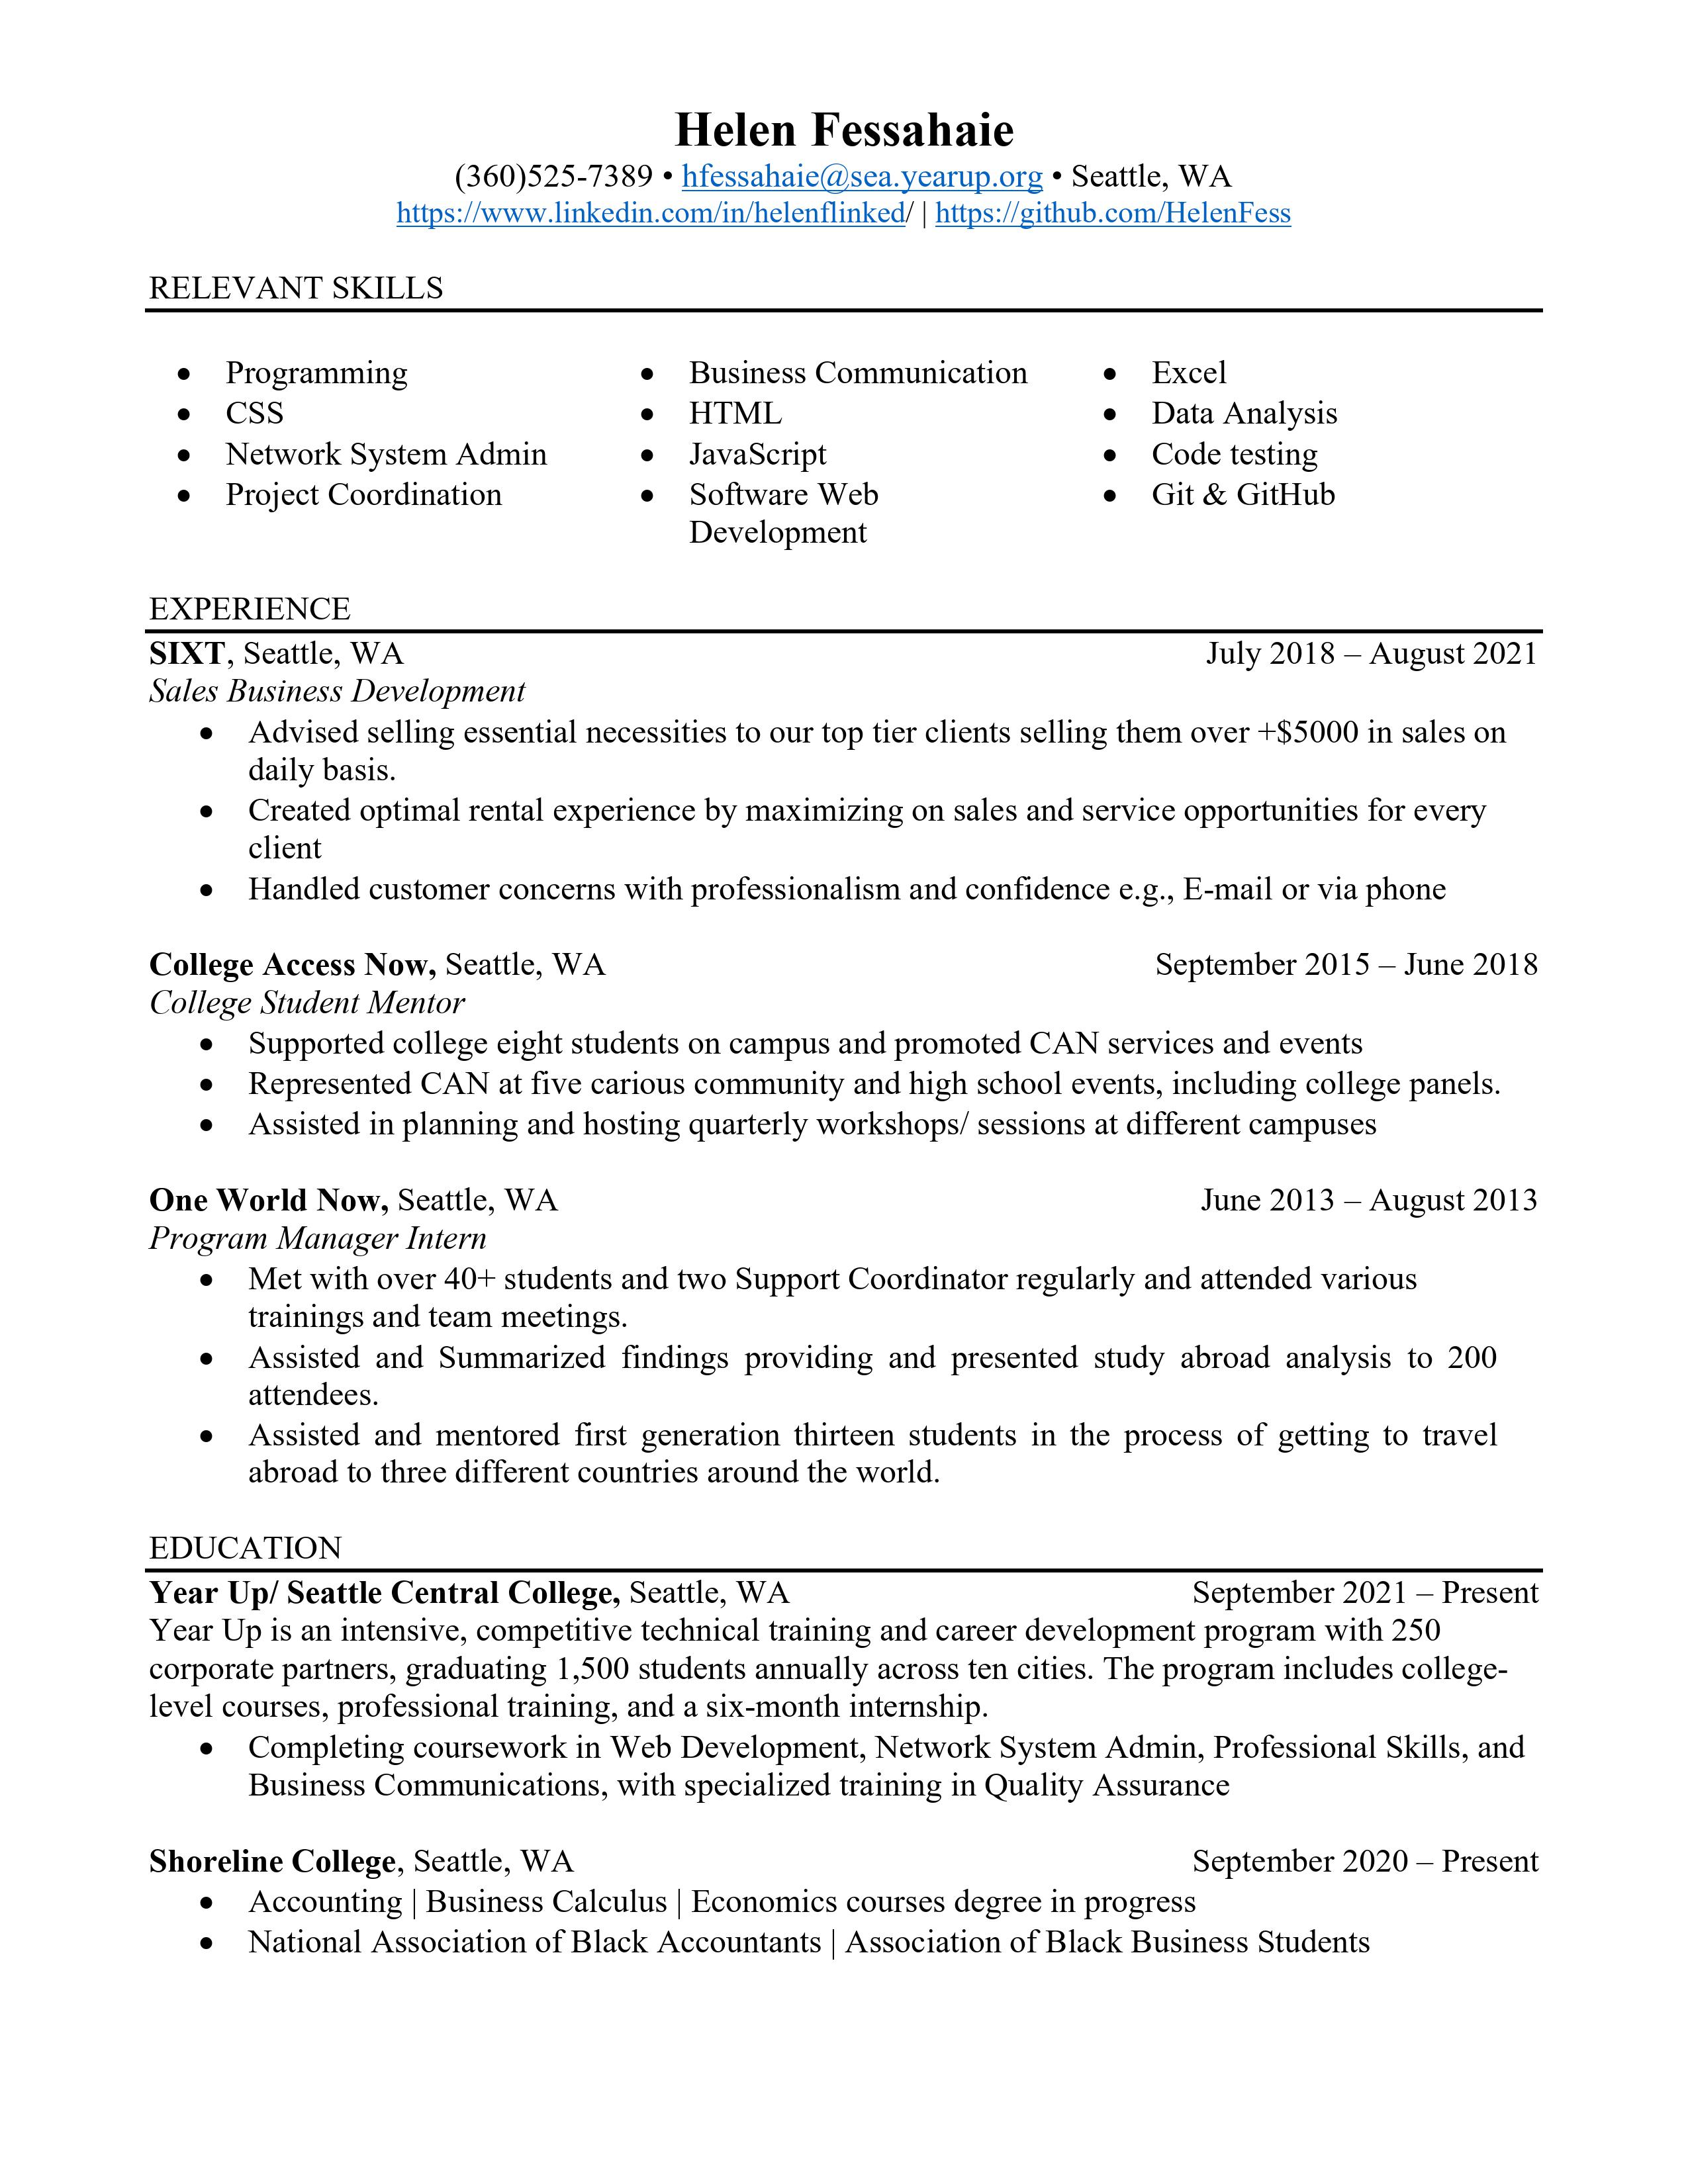 Helen Fessahaie
(360)525-7389 • hfessahaie@sea.yearup.org • Seattle, WA
https://www.linkedin.com/in/helenflinked/ | https://github.com/HelenFess
RELEVANT SKILLS
• Programming
• CSS
• Network System Admin
• Project Coordination
• Business Communication
• HTML
• JavaScript
• Software Web
Development
• Excel
• Data Analysis
• Code testing
• Git & GitHub
EXPERIENCE
SIXT, Seattle, WA July 2018 – August 2021
Sales Business Development
• Advised selling essential necessities to our top tier clients selling them over +$5000 in sales on
daily basis.
• Created optimal rental experience by maximizing on sales and service opportunities for every
client
• Handled customer concerns with professionalism and confidence e.g., E-mail or via phone
College Access Now, Seattle, WA September 2015 – June 2018
College Student Mentor
• Supported college eight students on campus and promoted CAN services and events
• Represented CAN at five carious community and high school events, including college panels.
• Assisted in planning and hosting quarterly workshops/ sessions at different campuses
One World Now, Seattle, WA June 2013 – August 2013
Program Manager Intern
• Met with over 40+ students and two Support Coordinator regularly and attended various
trainings and team meetings.
• Assisted and Summarized findings providing and presented study abroad analysis to 200
attendees.
• Assisted and mentored first generation thirteen students in the process of getting to travel
abroad to three different countries around the world.
EDUCATION
Year Up/ Seattle Central College, Seattle, WA September 2021 – Present
Year Up is an intensive, competitive technical training and career development program with 250
corporate partners, graduating 1,500 students annually across ten cities. The program includes college-
level courses, professional training, and a six-month internship.
• Completing coursework in Web Development, Network System Admin, Professional Skills, and
Business Communications, with specialized training in Quality Assurance
Shoreline College, Seattle, WA September 2020 – Present
• Accounting | Business Calculus | Economics courses degree in progress
• National Association of Black Accountants | Association of Black Business Students